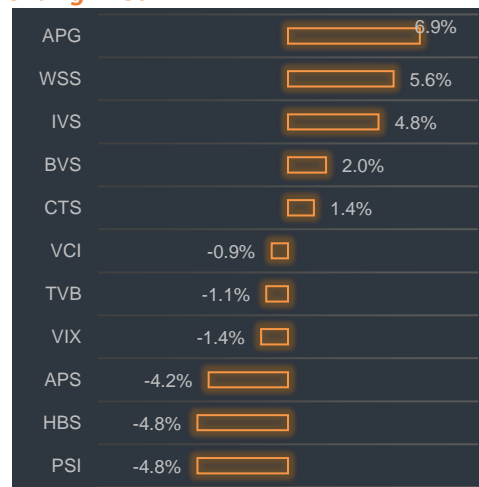 APG 6.9%
WSS 5.6%
IVS 4.8%
BVS 2.0%
CTS 1.4%
VCI -0.9%
TVB -1.1%
VIX -1.4%
APS -4.2%
HBS -4.8%
PSI -4.8%